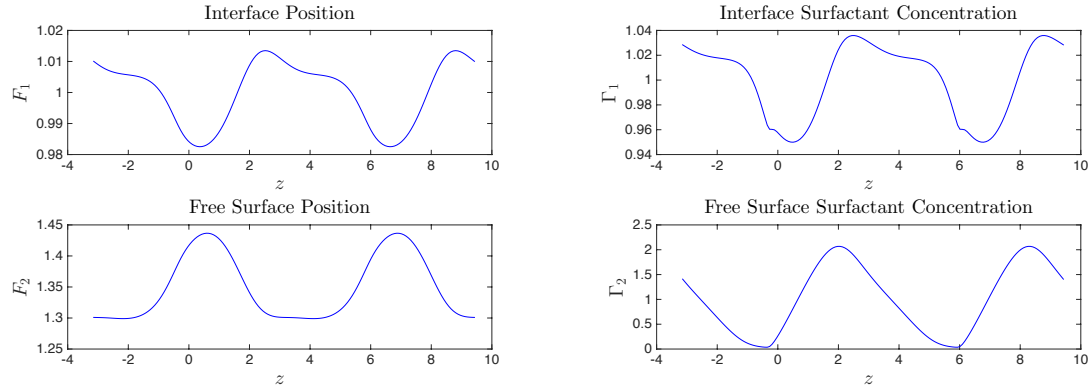 Interface Position
1.02
1.01
1
0.99
0.98
F₁
-4 -2 0 2 4 6 8 10
z
Interface Surfactant Concentration
1.04
1.02
1
0.98
0.96
0.94
Γ₁
-4 -2 0 2 4 6 8 10
z
Free Surface Position
1.45
1.4
1.35
1.3
1.25
F₂
-4 -2 0 2 4 6 8 10
z
Free Surface Surfactant Concentration
2.5
2
1.5
1
0.5
0
Γ₂
-4 -2 0 2 4 6 8 10
z